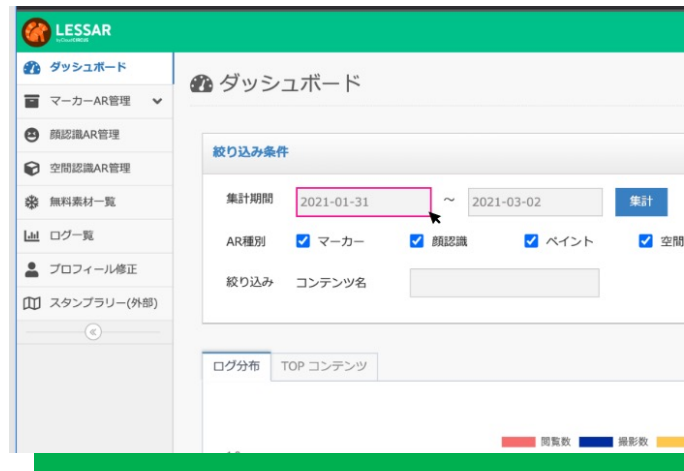 LESSAR
by Cloud CIRCUS
ダッシュボード
マーカーAR管理
顔認識AR管理
空間認識AR管理
無料素材一覧
ログ一覧
プロフィール修正
スタンプラリー(外部)
ダッシュボード
絞り込み条件
集計期間 2021-01-31 ~ 2021-03-02 集計
AR種別 マーカー 顔認識 ペイント 空間
絞り込み コンテンツ名
ログ分布 TOP コンテンツ
閲覧数 撮影数